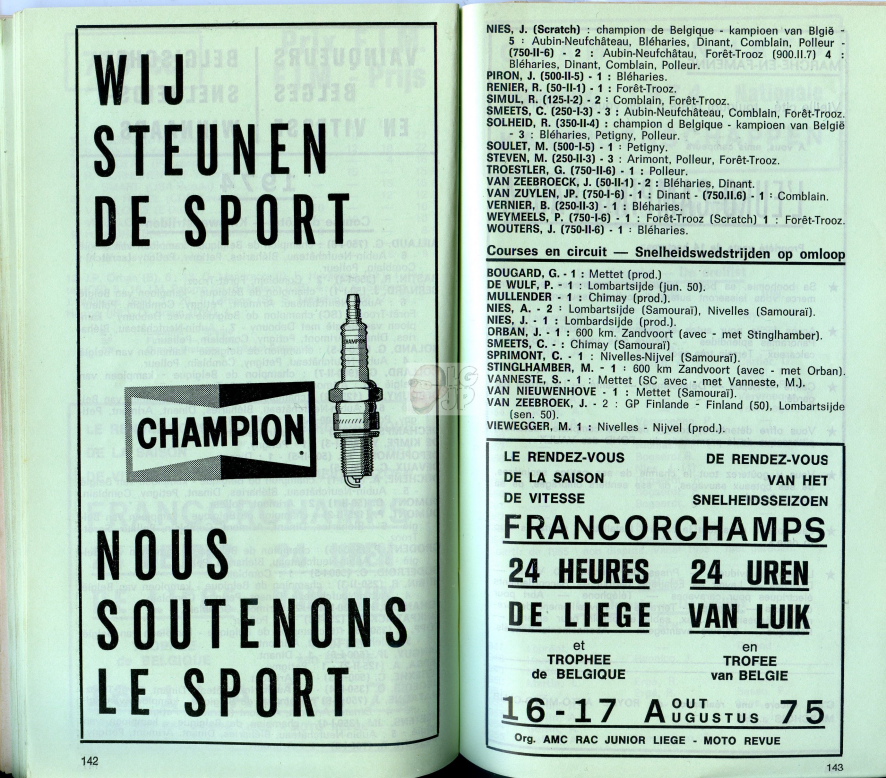 WIJ
STEUNEN
DE SPORT
CHAMPION
CHAMPION
NOUS
SOUTENONS
LE SPORT
142
NIES, J. (Scratch) : champion de Belgique - kampioen van Blgië -
5 : Aubin-Neufchâteau, Bléharies, Dinant, Comblain, Polleur -
(750-II-6) - 2 : Aubin-Neufchâteau, Forêt-Trooz (900.II.7) 4 :
Bléharies, Dinant, Comblain, Polleur.
PIRON, J. (500-II-5) - 1 : Bléharies.
RENIER, R. (50-II-1) - 1 : Forêt-Trooz.
SIMUL, R. (125-I-2) - 2 : Comblain, Forêt-Trooz.
SMEETS, C. (250-I-3) - 3 : Aubin-Neufchâteau, Comblain, Forêt-Trooz.
SOLHEID, R. (350-II-4) : champion d Belgique - kampioen van België
- 3 : Bléharies, Petigny, Polleur.
SOULET, M. (500-I-5) - 1 : Petigny.
STEVEN, M. (250-II-3) - 3 : Arimont, Polleur, Forêt-Trooz.
TROESTLER, G. (750-II-6) - 1 : Polleur.
VAN ZEEBROECK, J. (50-II-1) - 2 : Bléharies, Dinant.
VAN ZUYLEN, JP. (750-I-6) - 1 : Dinant - (750.II.6) - 1 : Comblain.
VERNIER, B. (250-II-3) - 1 : Bléharies.
WEYMEELS, P. (750-I-6) - 1 : Forêt-Trooz (Scratch) 1 : Forêt-Trooz.
WOUTERS, J. (750-II-6) - 1 : Bléharies.
Courses en circuit — Snelheidswedstrijden op omloop
BOUGARD, G. - 1 : Mettet (prod.)
DE WULF, P. - 1 : Lombartsijde (jun. 50).
MULLENDER - 1 : Chimay (prod.).
NIES, A. - 2 : Lombartsijde (Samouraï), Nivelles (Samouraï).
NIES, J. - 1 : Lombardsijde (prod.).
ORBAN, J. - 1 : 600 km. Zandvoort (avec - met Stinglhamber).
SMEETS, C. - : Chimay (Samouraï)
SPRIMONT, C. - 1 : Nivelles-Nijvel (Samouraï).
STINGLHAMBER, M. - 1 : 600 km Zandvoort (avec - met Orban).
VANNESTE, S. - 1 : Mettet (SC avec - met Vanneste, M.).
VAN NIEUWENHOVE - 1 : Mettet (Samouraï).
VAN ZEEBROEK, J. - 2 : GP Finlande - Finland (50), Lombartsijde
(sen. 50).
VIEWEGGER, M. 1 : Nivelles - Nijvel (prod.).
LE RENDEZ-VOUS DE RENDEZ-VOUS
DE LA SAISON VAN HET
DE VITESSE SNELHEIDSSEIZOEN
FRANCORCHAMPS
24 HEURES 24 UREN
DE LIEGE VAN LUIK
et en
TROPHEE TROFEE
de BELGIQUE van BELGIE
16-17 AOUT AUGUSTUS 75
Org. AMC RAC JUNIOR LIEGE - MOTO REVUE
143